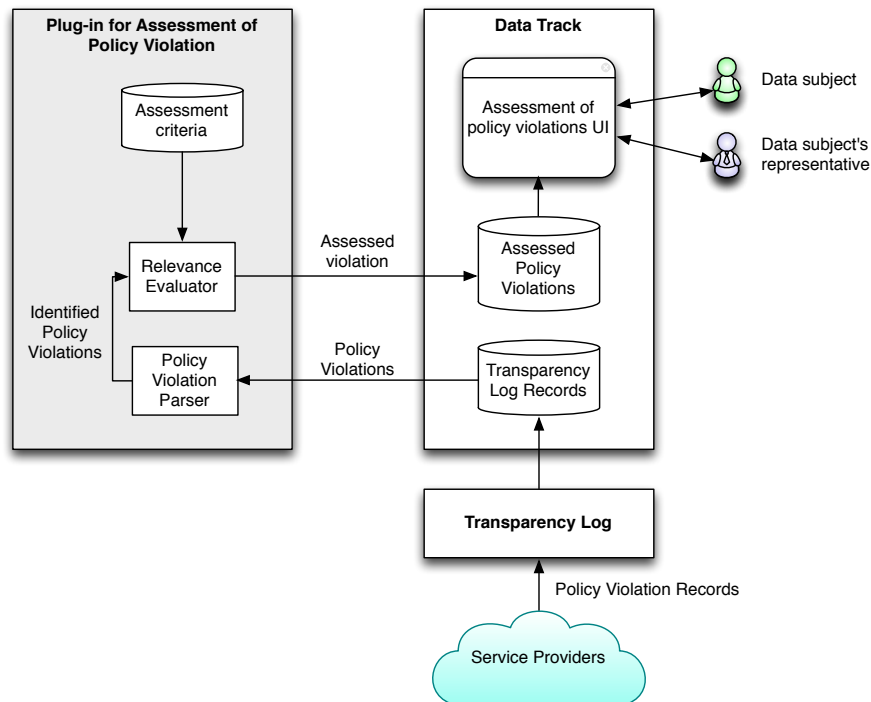 Plug-in for Assessment of
Policy Violation
Assessment
criteria
Relevance
Evaluator
Identified
Policy
Violations
Policy
Violation
Parser
Assessed
violation
Policy
Violations
Data Track
Assessment of
policy violations UI
Assessed
Policy
Violations
Transparency
Log Records
Data subject
Data subject's
representative
Transparency Log
Policy Violation Records
Service Providers